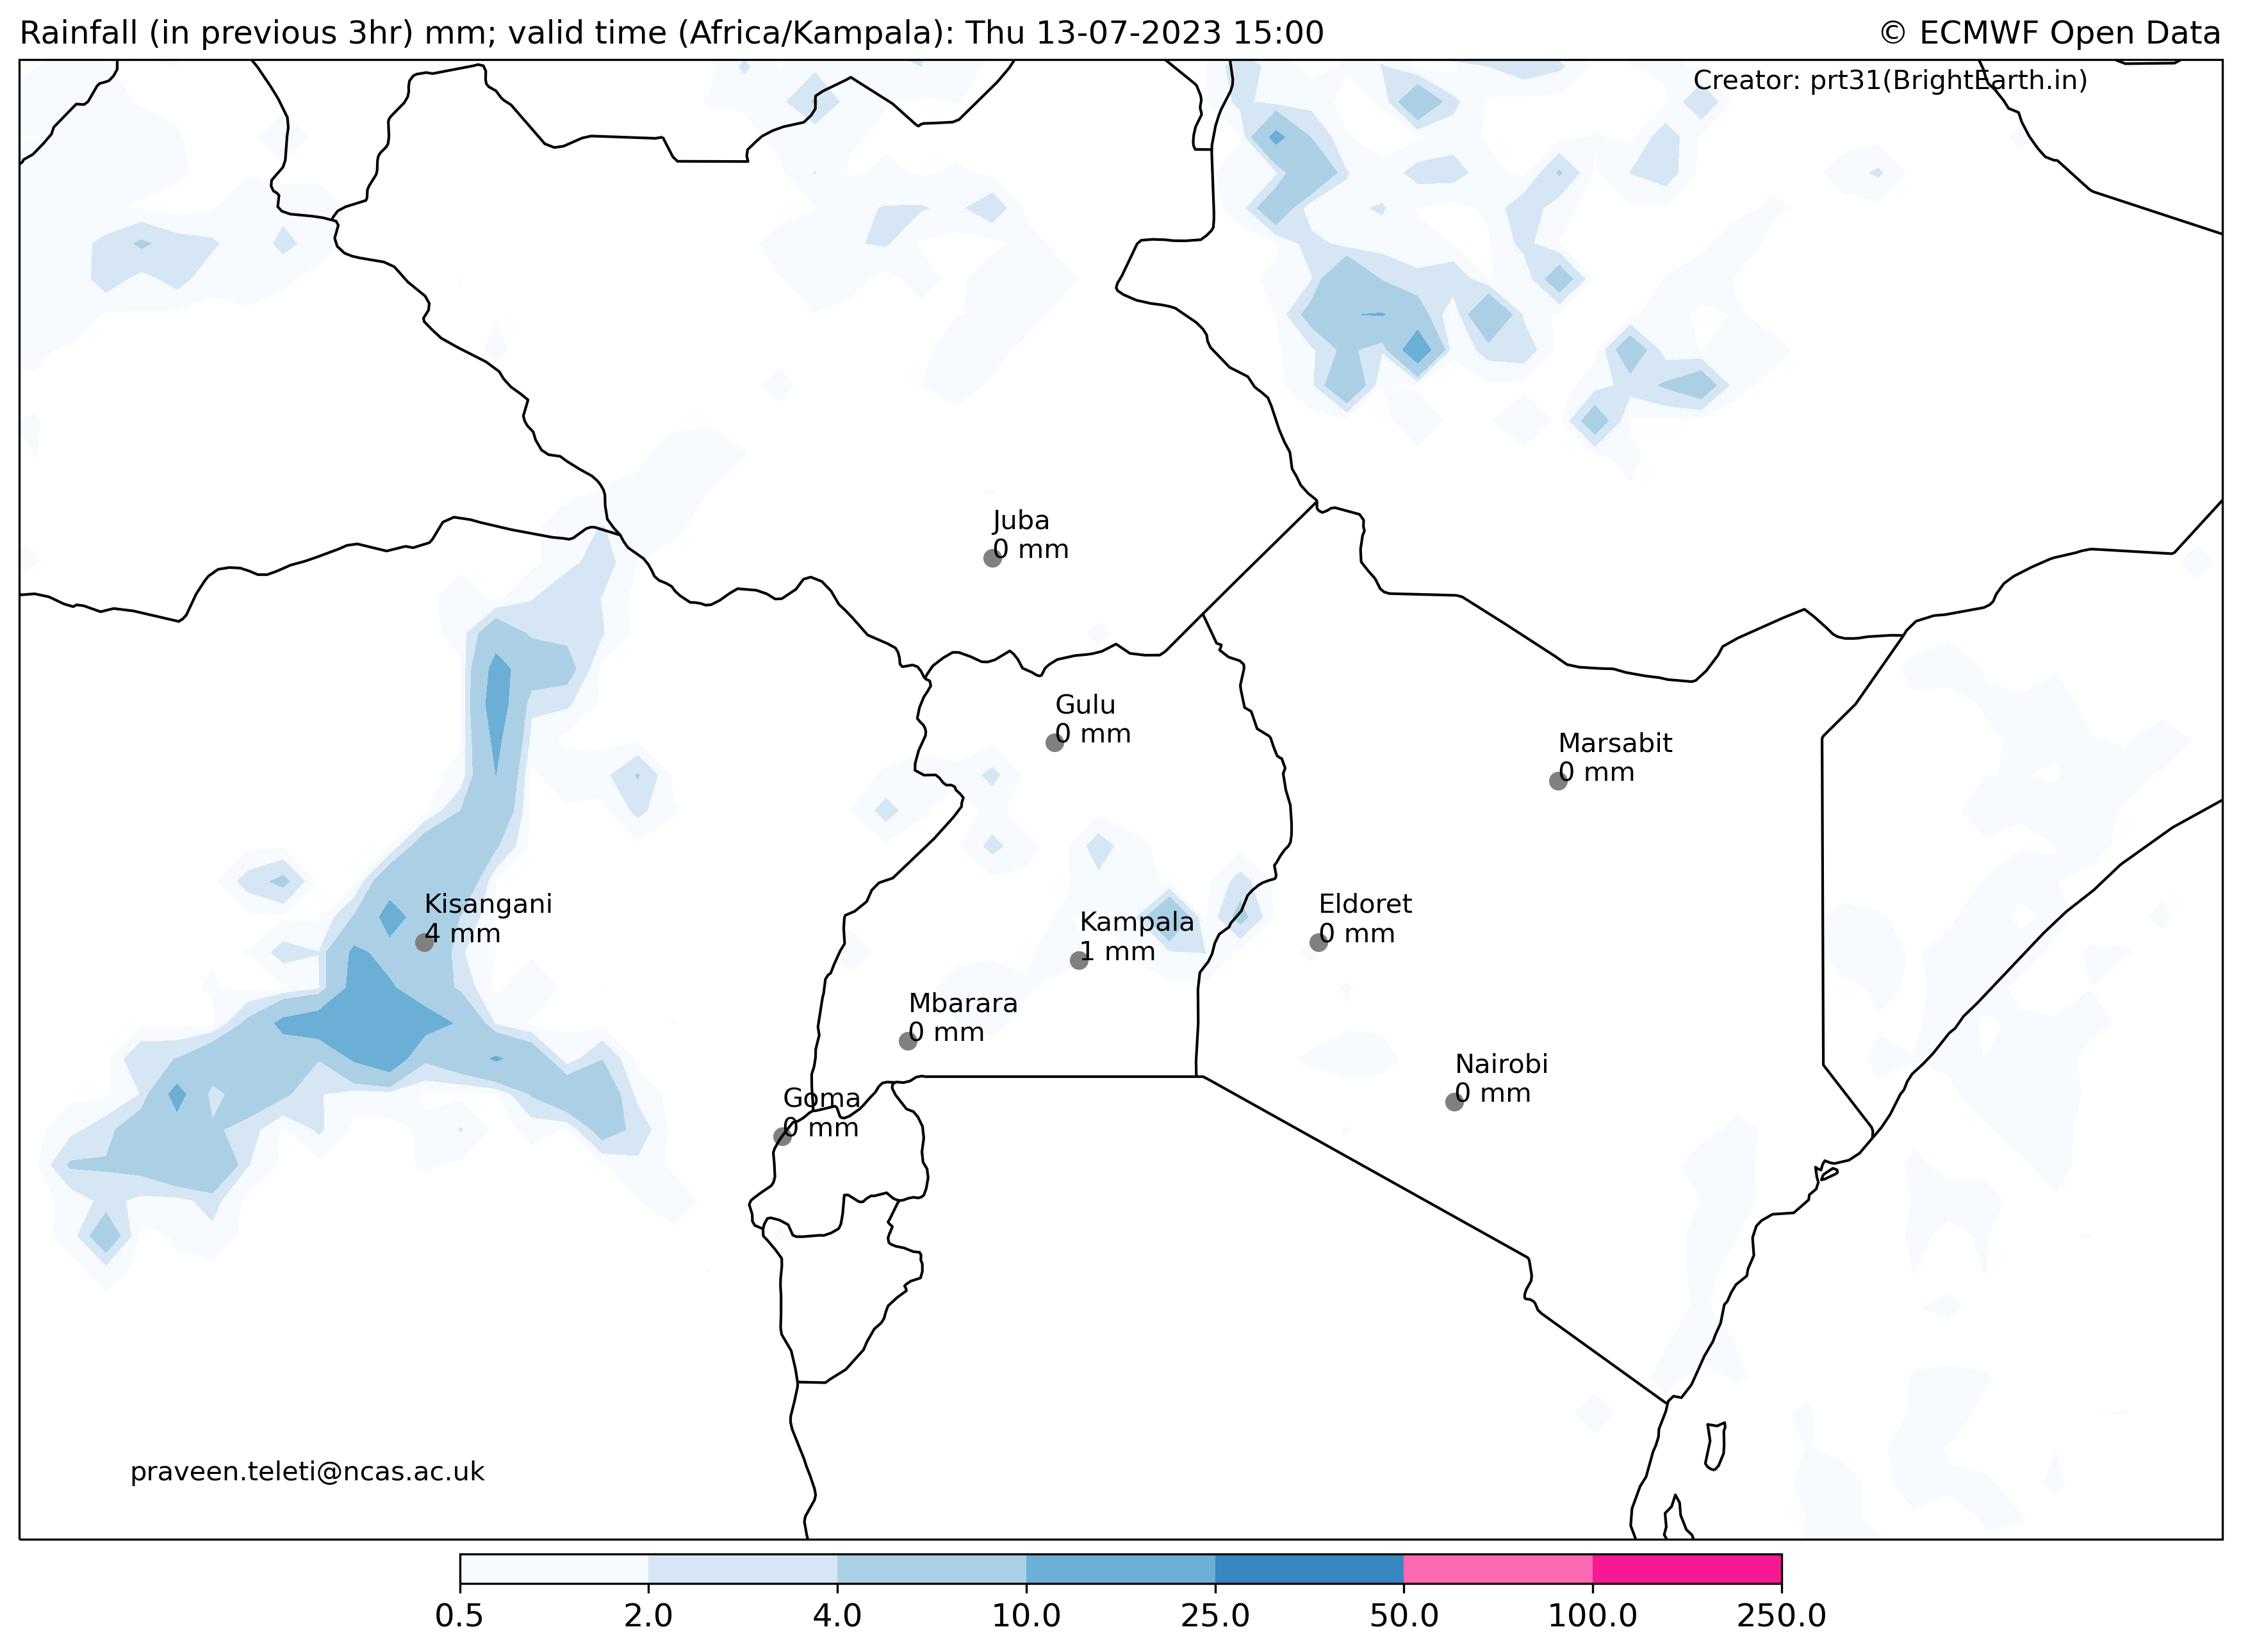 Rainfall (in previous 3hr) mm; valid time (Africa/Kampala): Thu 13-07-2023 15:00
© ECMWF Open Data
Creator: prt31(BrightEarth.in)
Juba
0 mm
Gulu
0 mm
Marsabit
0 mm
Kisangani
4 mm
Kampala
1 mm
Eldoret
0 mm
Mbarara
0 mm
Nairobi
0 mm
Goma
0 mm
praveen.teleti@ncas.ac.uk
0.5 2.0 4.0 10.0 25.0 50.0 100.0 250.0